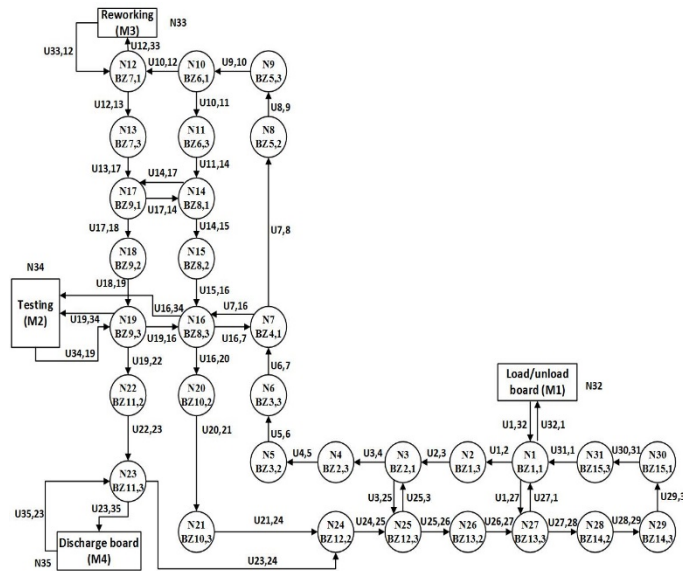 Reworking
(M3)
N33
U33,12
U12,33
N12
BZ7,1
U10,12
N10
BZ6,1
U9,10
N9
BZ5,3
U8,9
U12,13
U10,11
N13
BZ7,3
N11
BZ6,3
N8
BZ5,2
U13,17
U14,17
U11,14
N17
BZ9,1
U17,14
N14
BZ8,1
U7,8
U17,18
U14,15
N18
BZ9,2
N15
BZ8,2
N34
U18,19
U15,16
Testing
(M2)
U16,34
U7,16
U19,34
N19
BZ9,3
U19,16
N16
BZ8,3
U16,7
N7
BZ4,1
U34,19
U19,22
U16,20
U6,7
Load/unload
board (M1)
N32
N22
BZ11,2
N20
BZ10,2
N6
BZ3,3
U1,32
U32,1
U22,23
U20,21
U5,6
N5
BZ3,2
U4,5
N4
BZ2,3
U3,4
N3
BZ2,1
U2,3
N2
BZ1,3
U1,2
N1
BZ1,1
U31,1
N31
BZ15,3
U30,31
N30
BZ15,1
N23
BZ11,3
U35,23
U23,35
U3,25
U25,3
U1,27
U27,1
U29,3
N21
BZ10,3
U21,24
N24
BZ12,2
U24,25
N25
BZ12,3
U25,26
N26
BZ13,2
U26,27
N27
BZ13,3
U27,28
N28
BZ14,2
U28,29
N29
BZ14,3
Discharge board
(M4)
N35
U23,24